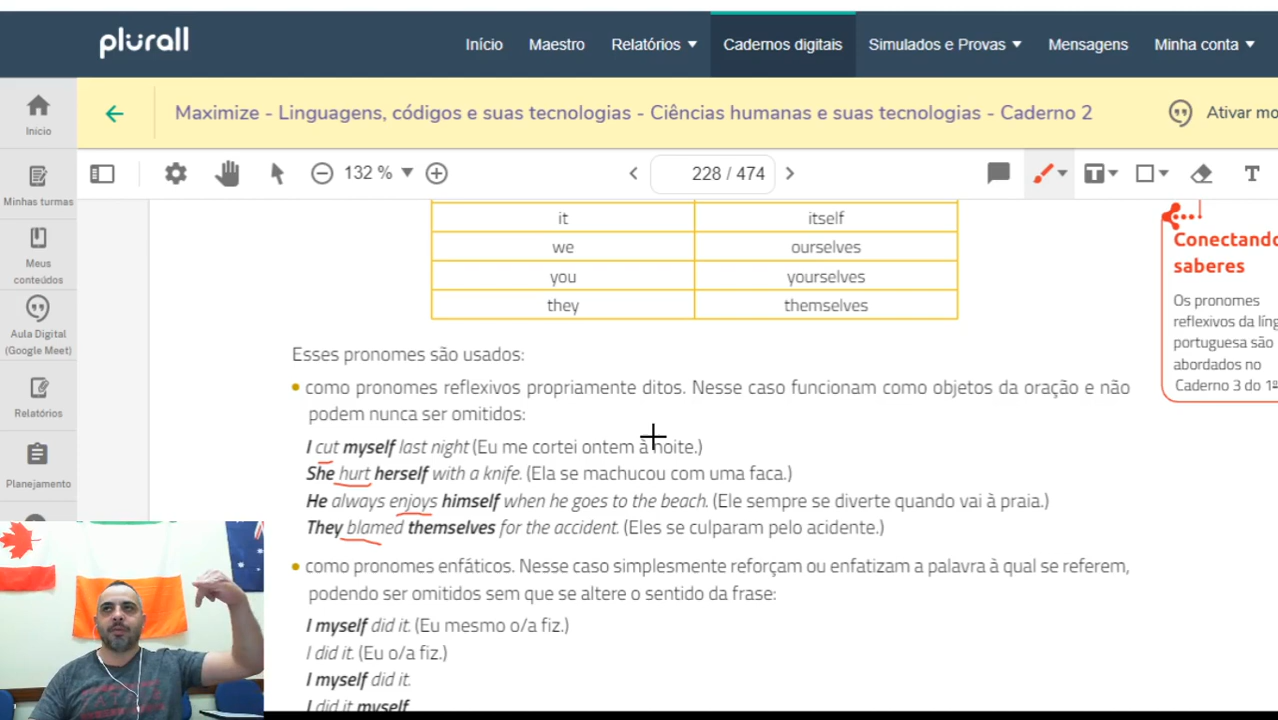 plurall
Início Maestro Relatórios Cadernos digitais Simulados e Provas Mensagens Minha conta
Inicio
Maximize - Linguagens, códigos e suas tecnologias - Ciências humanas e suas tecnologias - Caderno 2
Ativar mo
Minhas turmas
132 %
228 / 474
T
T
Meus
conteúdos
Aula Digital
(Google Meet)
Relatórios
Planejamento
it itself
we ourselves
you yourselves
they themselves
Conectando
saberes
Os pronomes
reflexivos da líng
portuguesa são
abordados no
Caderno 3 do 1ª
Esses pronomes são usados:
como pronomes reflexivos propriamente ditos. Nesse caso funcionam como objetos da oração e não
podem nunca ser omitidos:
I cut myself last night (Eu me cortei ontem à noite.)
She hurt herself with a knife. (Ela se machucou com uma faca.)
He always enjoys himself when he goes to the beach. (Ele sempre se diverte quando vai à praia.)
They blamed themselves for the accident. (Eles se culparam pelo acidente.)
como pronomes enfáticos. Nesse caso simplesmente reforçam ou enfatizam a palavra à qual se referem,
podendo ser omitidos sem que se altere o sentido da frase:
I myself did it. (Eu mesmo o/a fiz.)
I did it. (Eu o/a fiz.)
I myself did it.
I did it myself.